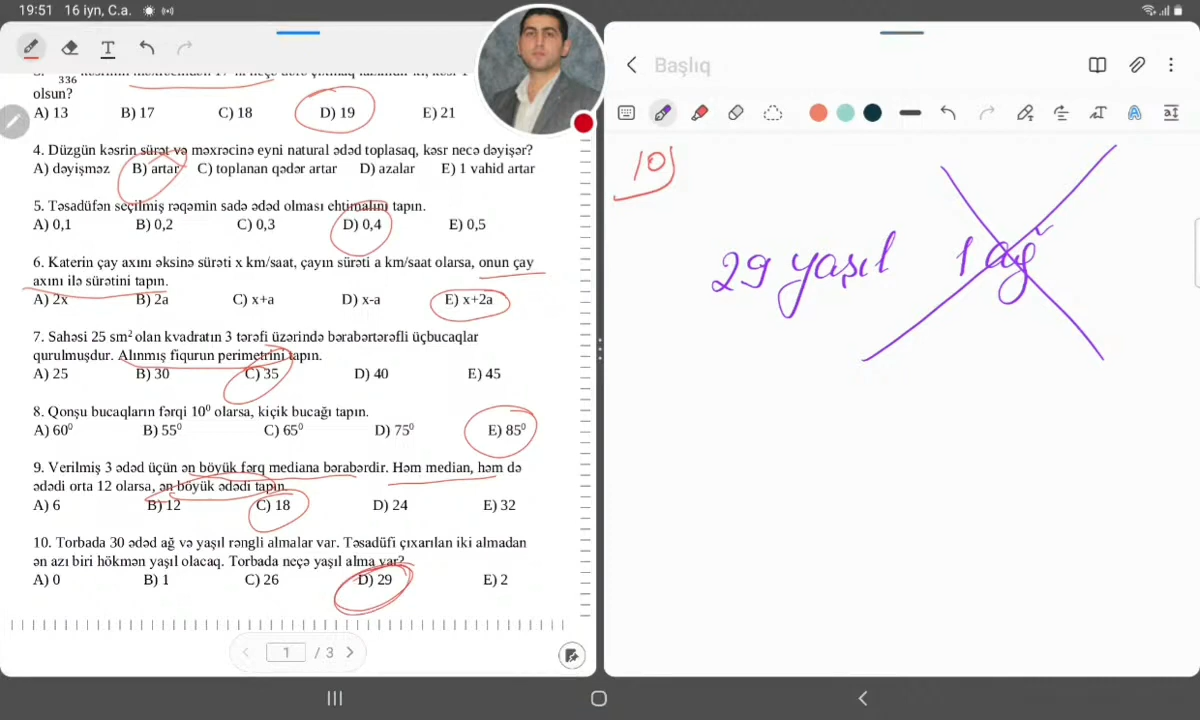 19:51 16 iyn, C.a.
336
olsun?
A) 13 B) 17 C) 18 D) 19 E) 21
4. Düzgün kəsrin sürət və məxrəcinə eyni natural ədəd toplasaq, kəsr necə dəyişər?
A) dəyişməz B) artar C) toplanan qədər artar D) azalar E) 1 vahid artar
5. Təsadüfən seçilmiş rəqəmin sadə ədəd olması ehtimalını tapın.
A) 0,1 B) 0,2 C) 0,3 D) 0,4 E) 0,5
6. Katerin çay axını əksinə sürəti x km/saat, çayın sürəti a km/saat olarsa, onun çay
axını ilə sürətini tapın.
A) 2x B) 2a C) x+a D) x-a E) x+2a
7. Sahəsi 25 sm² olan kvadratın 3 tərəfi üzərində bərabərtərəfli üçbucaqlar
qurulmuşdur. Alınmış fiqurun perimetrini tapın.
A) 25 B) 30 C) 35 D) 40 E) 45
8. Qonşu bucaqların fərqi 10⁰ olarsa, kiçik bucağı tapın.
A) 60⁰ B) 55⁰ C) 65⁰ D) 75⁰ E) 85⁰
9. Verilmiş 3 ədəd üçün ən böyük fərq mediana bərabərdir. Həm median, həm də
ədədi orta 12 olarsa, ən böyük ədədi tapın.
A) 6 B) 12 C) 18 D) 24 E) 32
10. Torbada 30 ədəd ağ və yaşıl rəngli almalar var. Təsadüfi çıxarılan iki almadan
ən azı biri hökmən yaşıl olacaq. Torbada neçə yaşıl alma var?
A) 0 B) 1 C) 26 D) 29 E) 2
1 / 3
Başlıq
10)
29 yaşıl 1 ağ